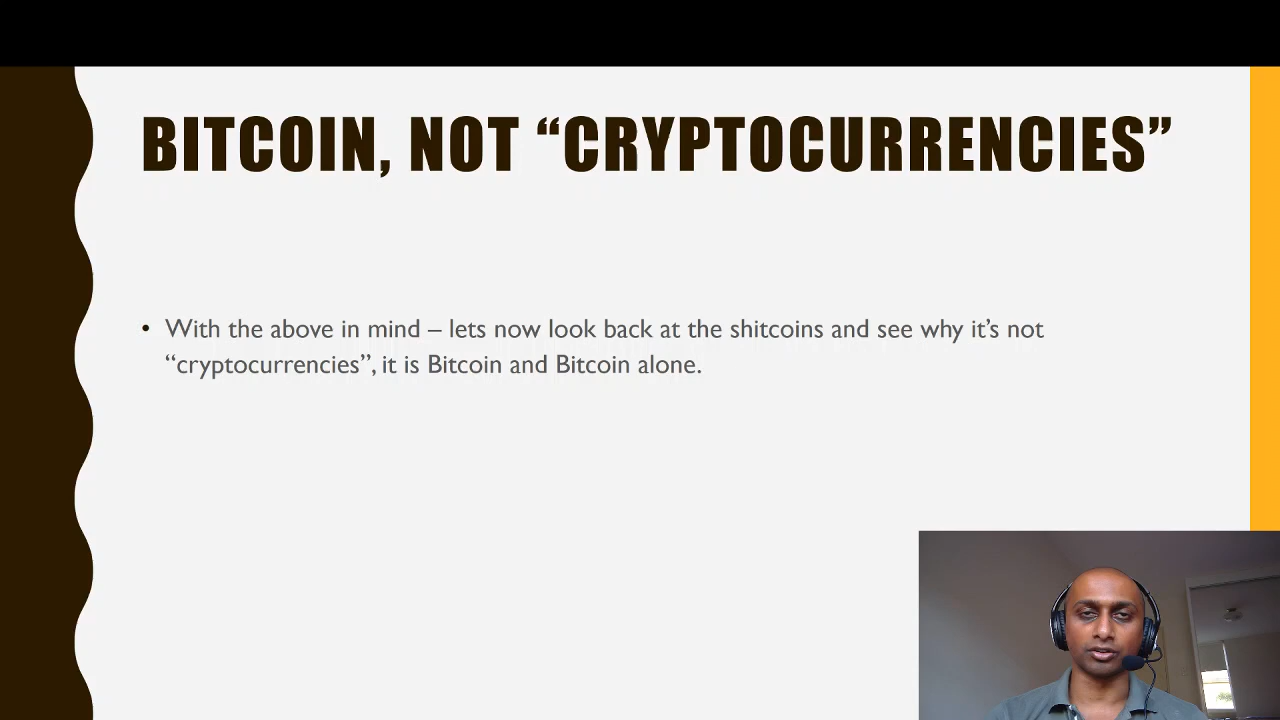 BITCOIN, NOT “CRYPTOCURRENCIES”
• With the above in mind – lets now look back at the shitcoins and see why it’s not
“cryptocurrencies”, it is Bitcoin and Bitcoin alone.